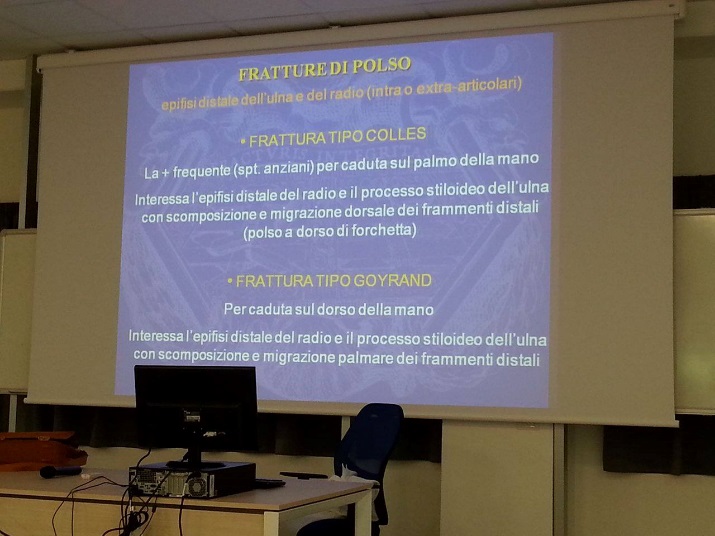 FRATTURE DI POLSO
epifisi distale dell'ulna e del radio (intra o extra-articolari)
• FRATTURA TIPO COLLES
La + frequente (spt. anziani) per caduta sul palmo della mano
Interessa l'epifisi distale del radio e il processo stiloideo dell'ulna
con scomposizione e migrazione dorsale dei frammenti distali
(polso a dorso di forchetta)
• FRATTURA TIPO GOYRAND
Per caduta sul dorso della mano
Interessa l'epifisi distale del radio e il processo stiloideo dell'ulna
con scomposizione e migrazione palmare dei frammenti distali